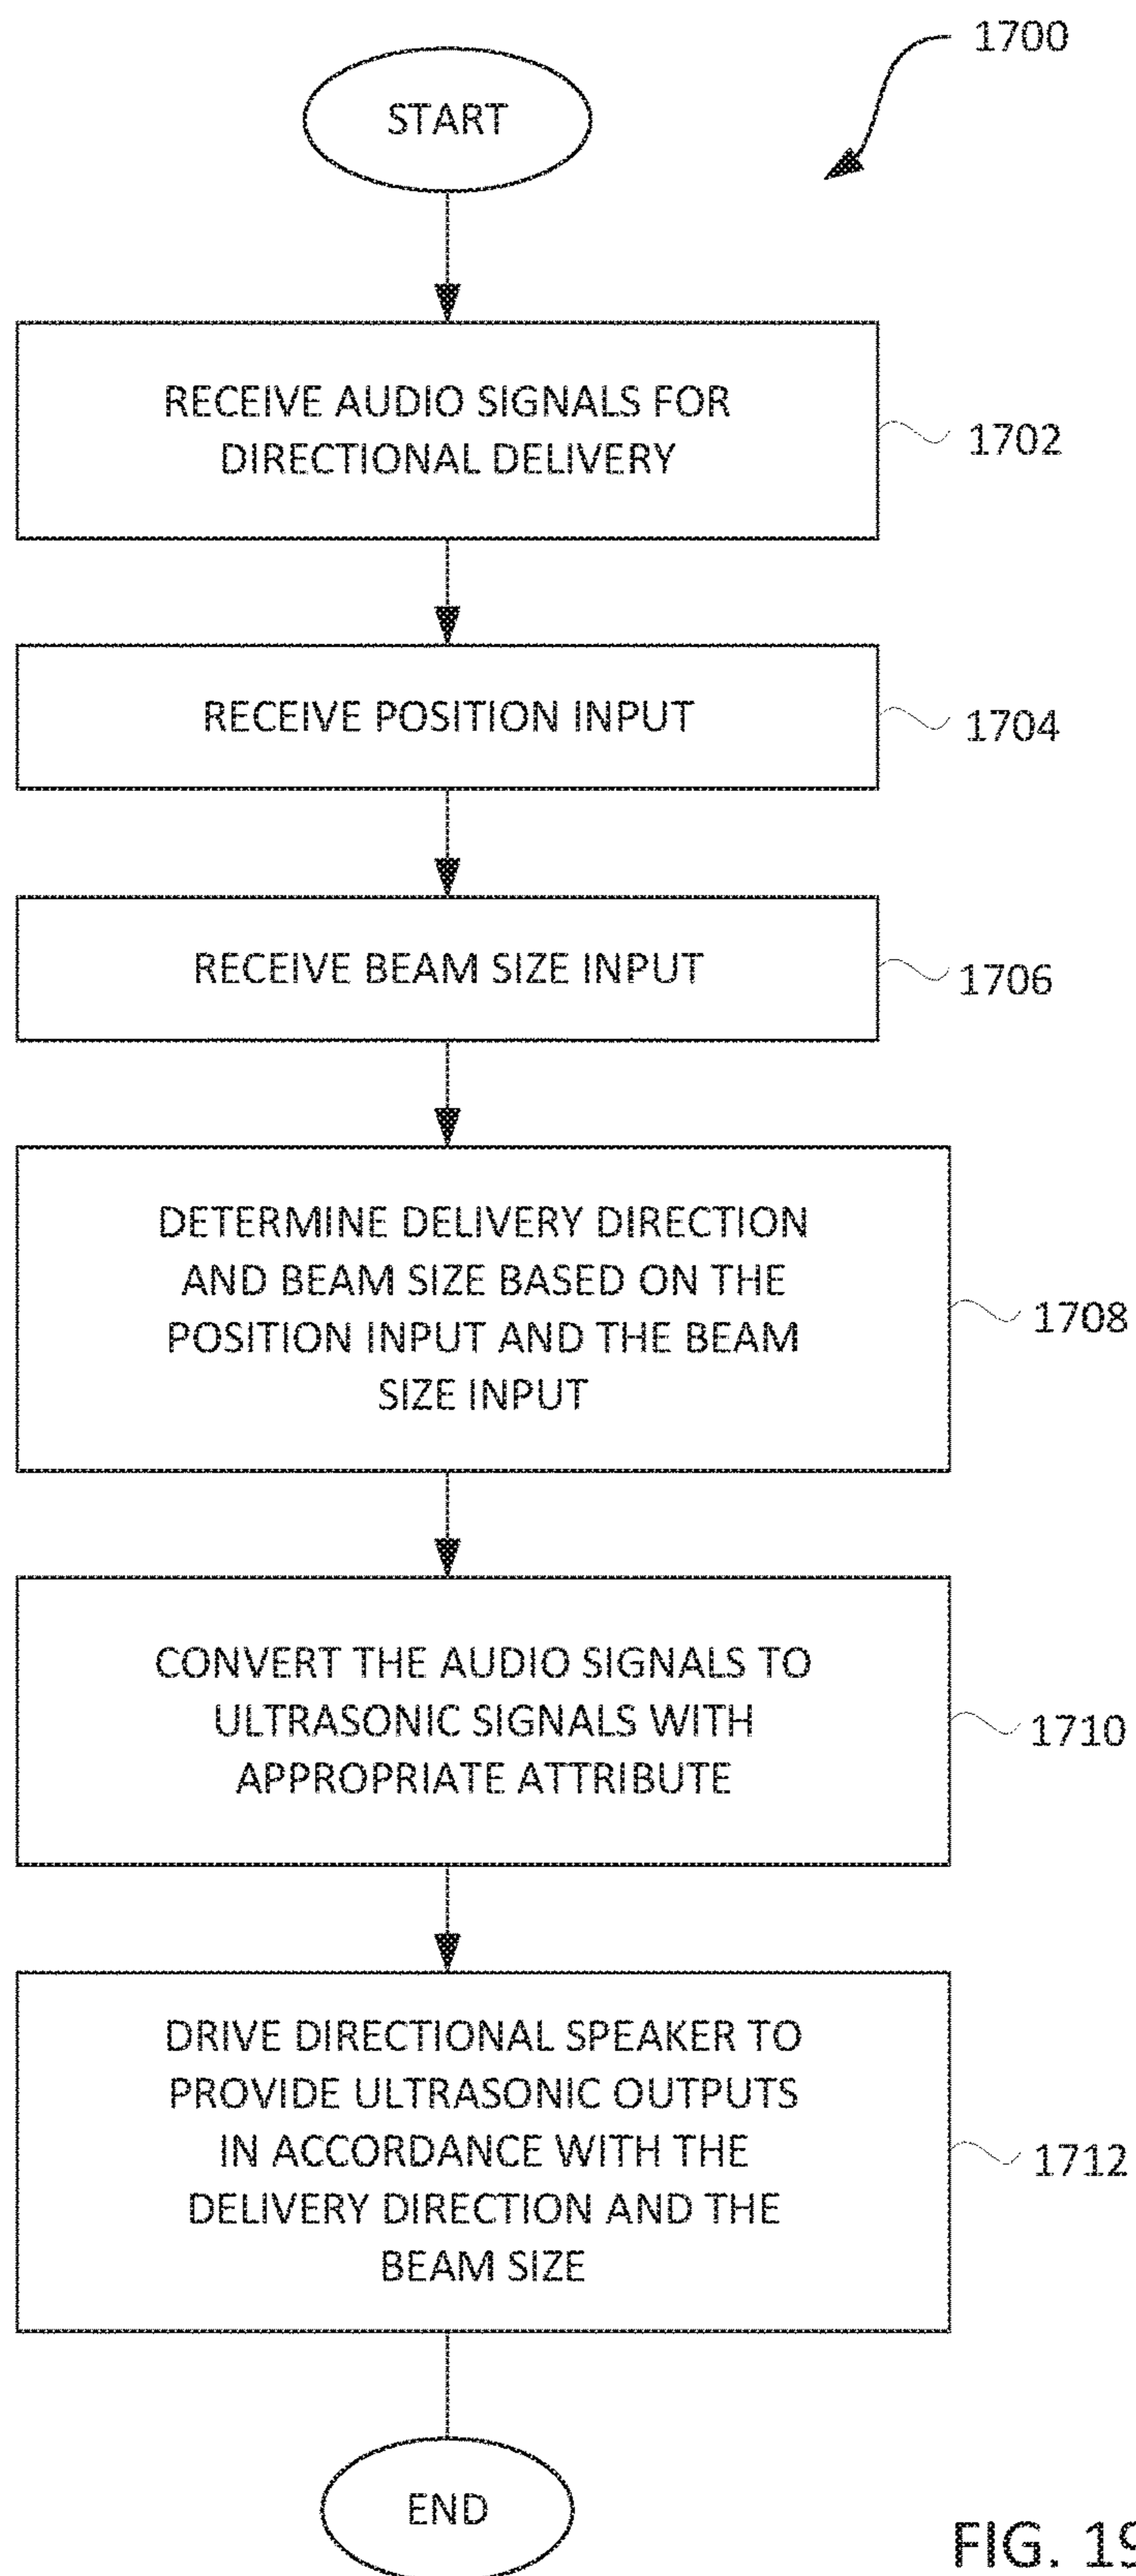 1700
START
RECEIVE AUDIO SIGNALS FOR
DIRECTIONAL DELIVERY
1702
RECEIVE POSITION INPUT
1704
RECEIVE BEAM SIZE INPUT
1706
DETERMINE DELIVERY DIRECTION
AND BEAM SIZE BASED ON THE
POSITION INPUT AND THE BEAM
SIZE INPUT
1708
CONVERT THE AUDIO SIGNALS TO
ULTRASONIC SIGNALS WITH
APPROPRIATE ATTRIBUTE
1710
DRIVE DIRECTIONAL SPEAKER TO
PROVIDE ULTRASONIC OUTPUTS
IN ACCORDANCE WITH THE
DELIVERY DIRECTION AND THE
BEAM SIZE
1712
END
FIG. 19